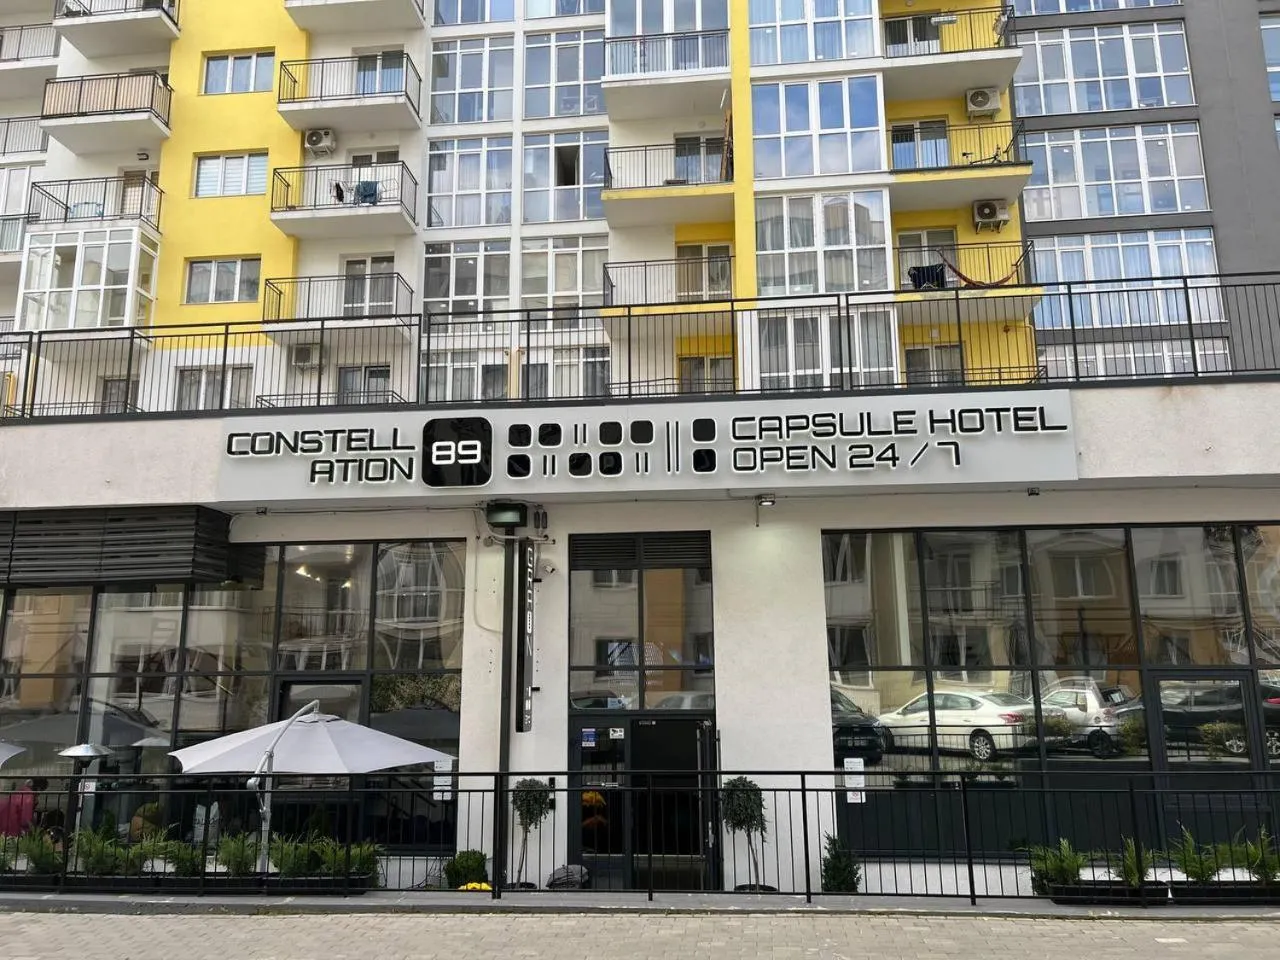 CONSTELL
ATION
89
CAPSULE HOTEL
OPEN 24/7